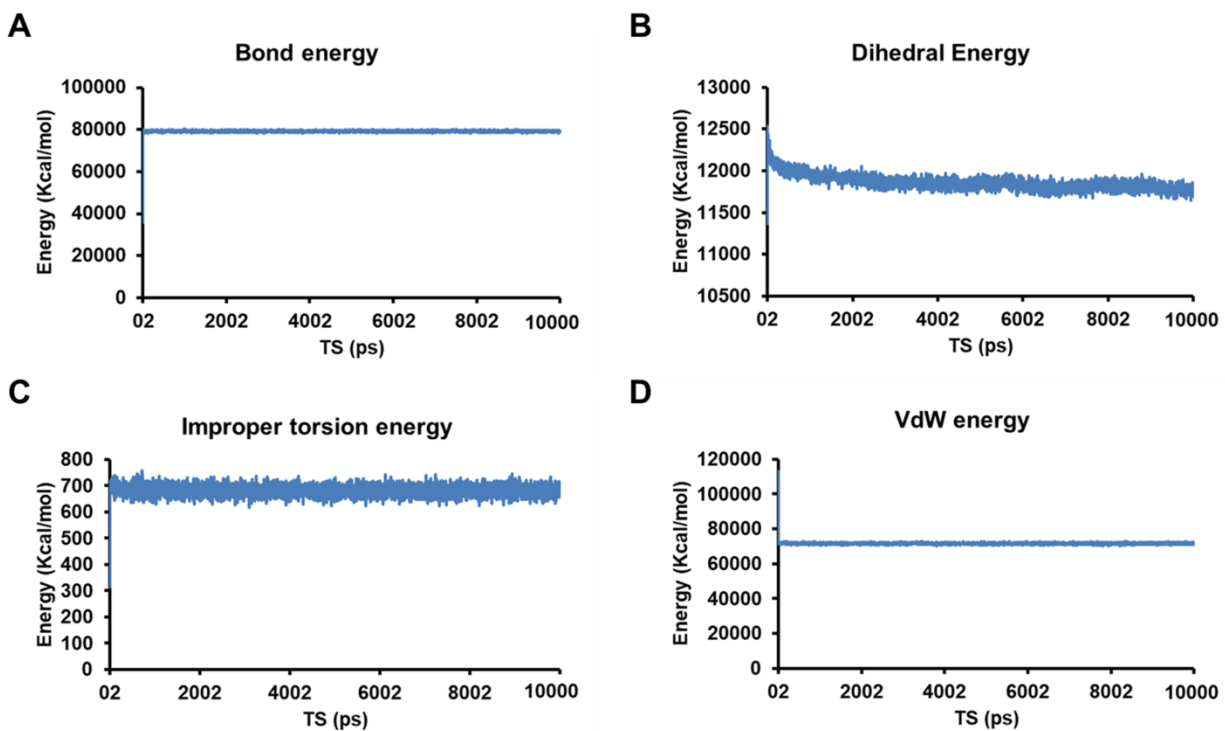 A
Bond energy
Energy (Kcal/mol)
100000
80000
60000
40000
20000
0
02 2002 4002 6002 8002 10000
TS (ps)
B
Dihedral Energy
Energy (Kcal/mol)
13000
12500
12000
11500
11000
10500
02 2002 4002 6002 8002 10000
TS (ps)
C
Improper torsion energy
Energy (Kcal/mol)
800
700
600
500
400
300
200
100
0
02 2002 4002 6002 8002 10000
TS (ps)
D
VdW energy
Energy (Kcal/mol)
120000
100000
80000
60000
40000
20000
0
02 2002 4002 6002 8002 10000
TS (ps)